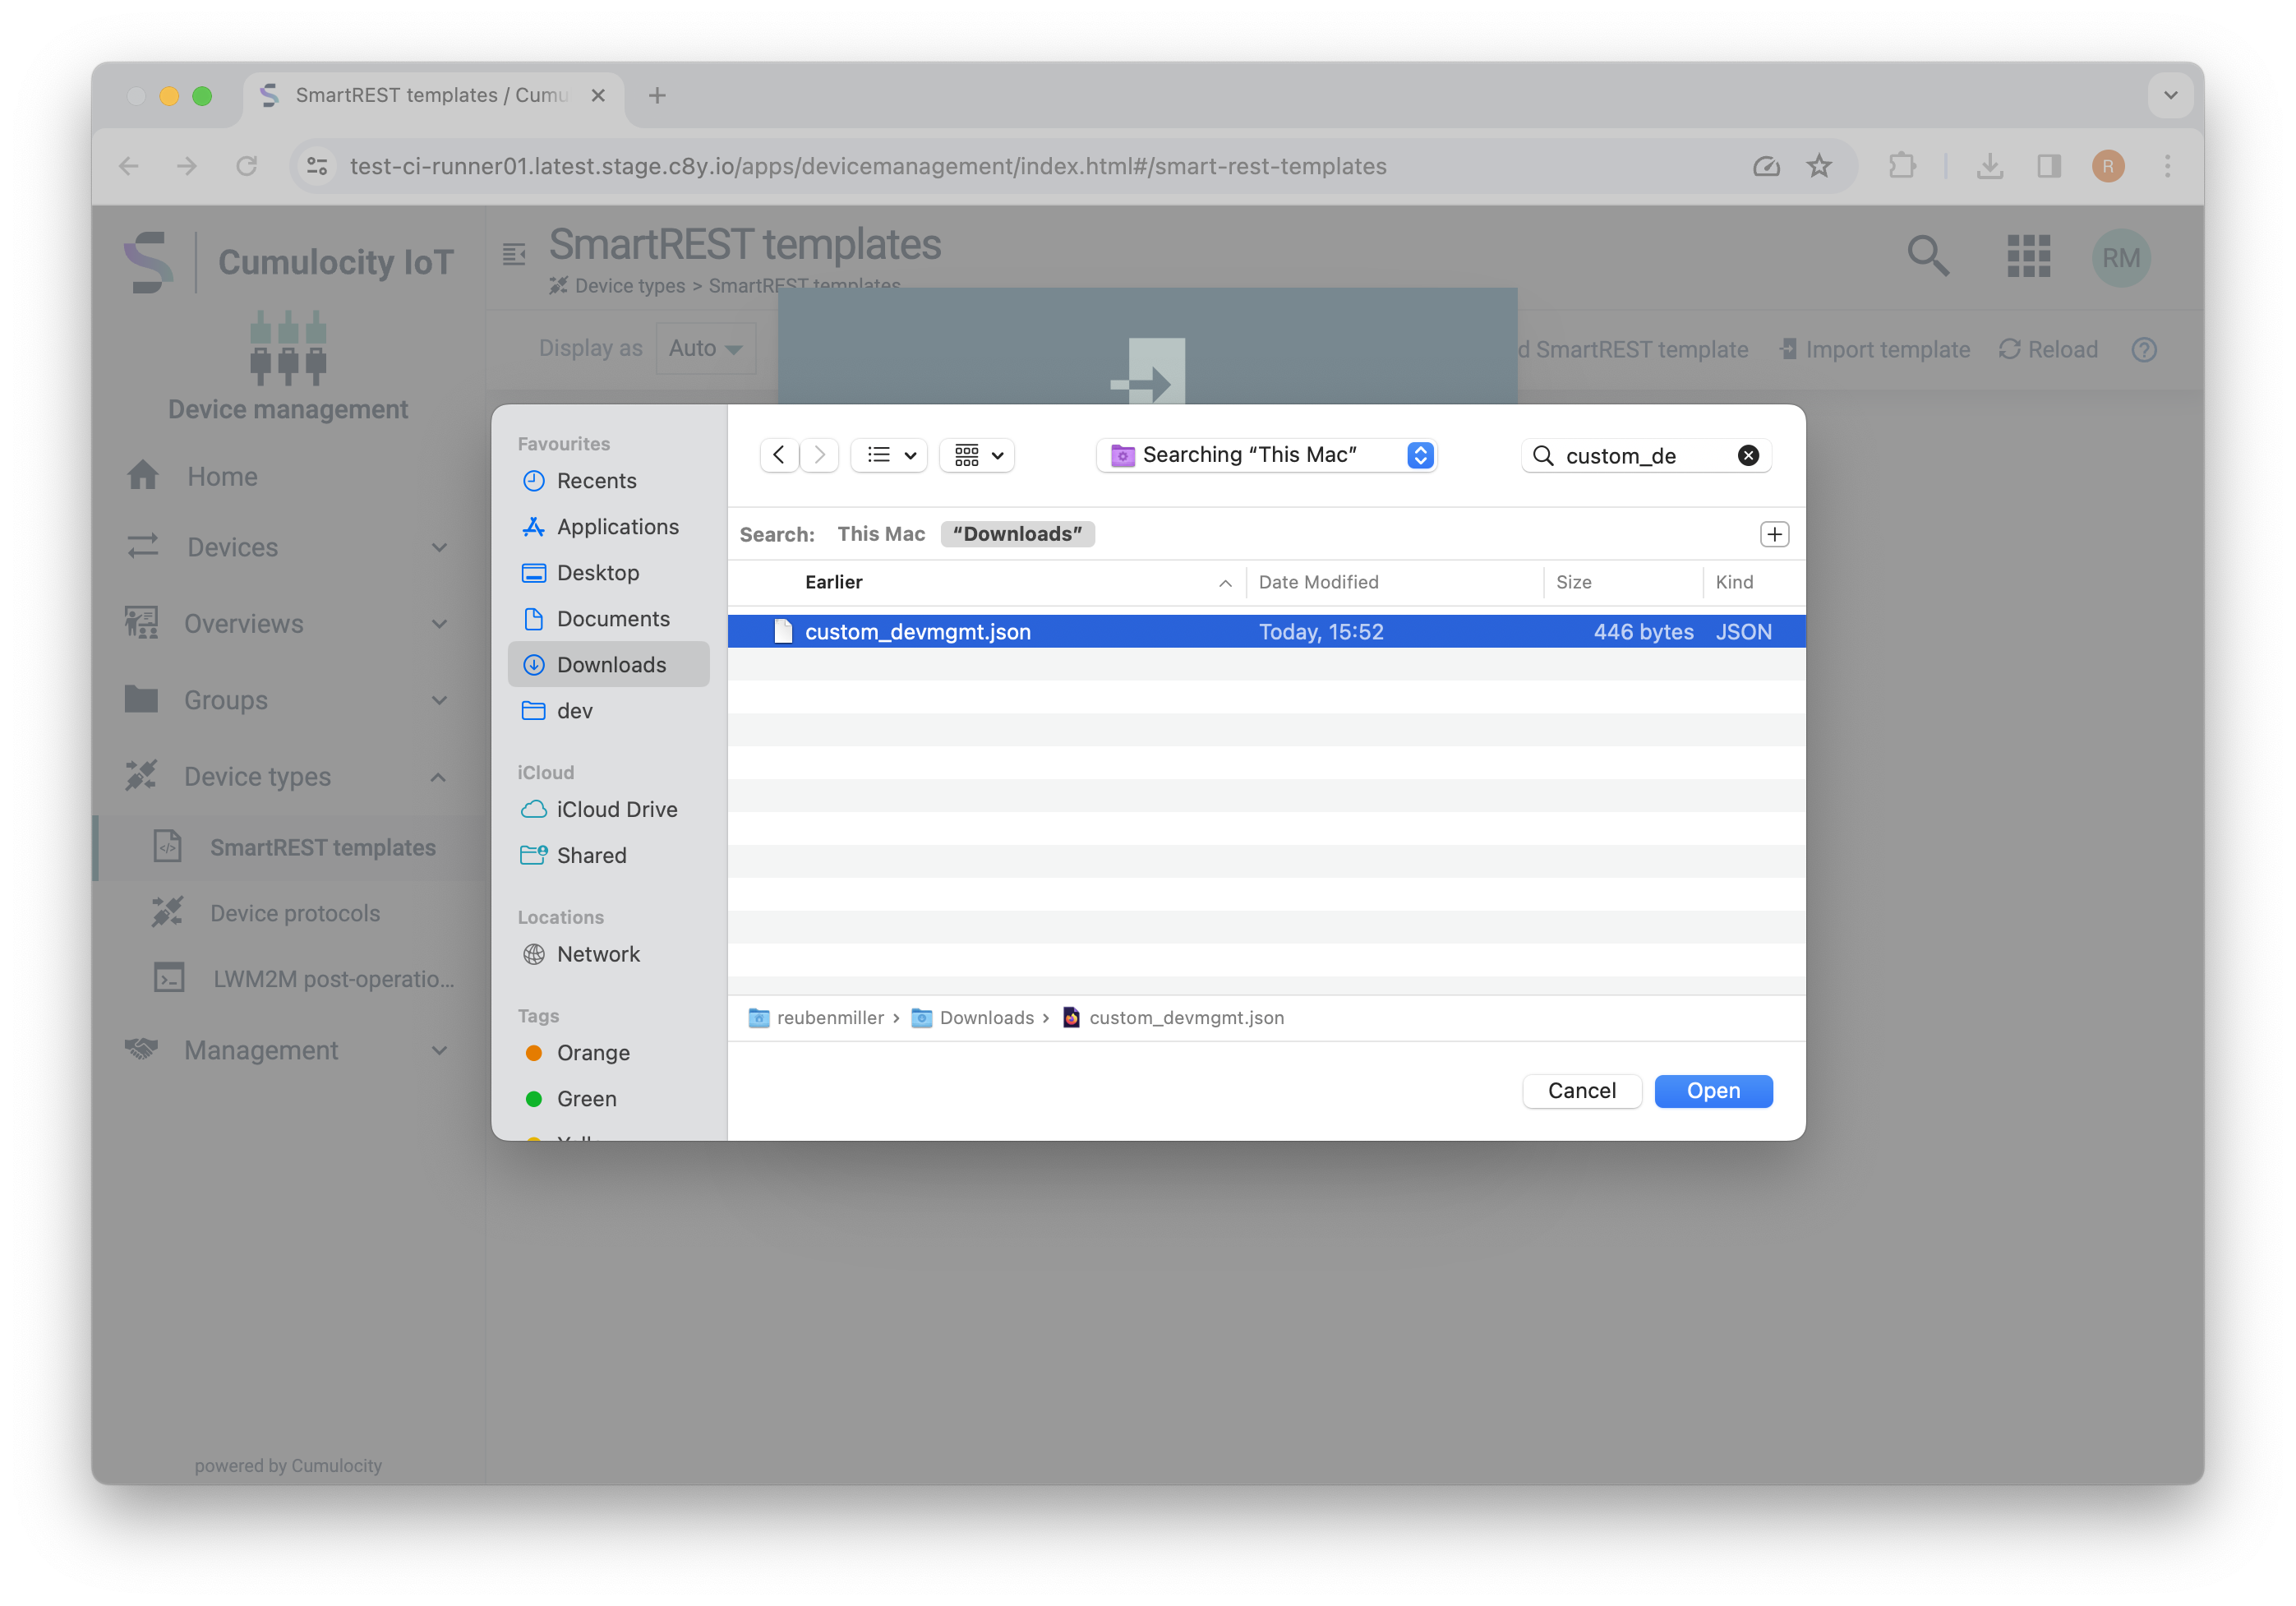 SmartREST templates / Cumu
test-ci-runner01.latest.stage.c8y.io/apps/devicemanagement/index.html#/smart-rest-templates
R
Cumulocity IoT
SmartREST templates
Device types > SmartREST templates
RM
Device management
Display as
Auto
d SmartREST template
Import template
Reload
Home
Devices
Overviews
Groups
Device types
SmartREST templates
Device protocols
LWM2M post-operatio...
Management
powered by Cumulocity
Favourites
Recents
Applications
Desktop
Documents
Downloads
dev
iCloud
iCloud Drive
Shared
Locations
Network
Tags
Orange
Green
Searching “This Mac”
custom_de
Search: This Mac “Downloads”
Earlier Date Modified Size Kind
custom_devmgmt.json Today, 15:52 446 bytes JSON
reubenmiller › Downloads › custom_devmgmt.json
Cancel Open